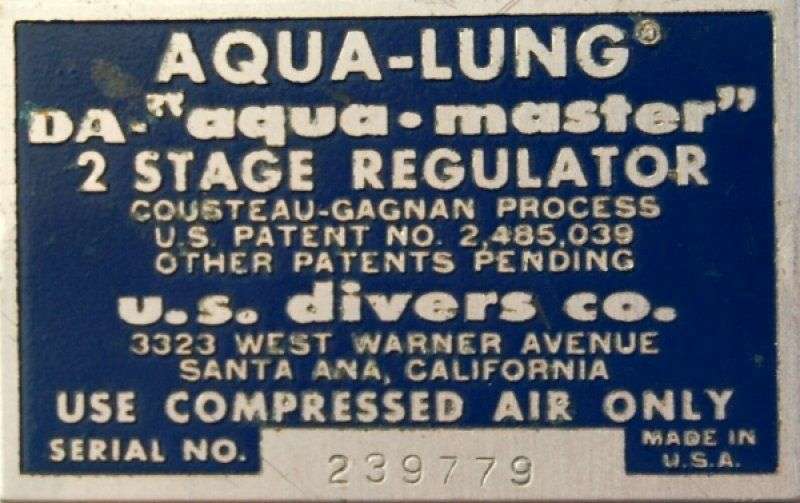 AQUA-LUNG®
DA-"aqua•master"
2 STAGE REGULATOR
COUSTEAU-GAGNAN PROCESS
U.S. PATENT NO. 2,485,039
OTHER PATENTS PENDING
u.s. divers co.
3323 WEST WARNER AVENUE
SANTA ANA, CALIFORNIA
USE COMPRESSED AIR ONLY
SERIAL NO. 239779
MADE IN
U.S.A.